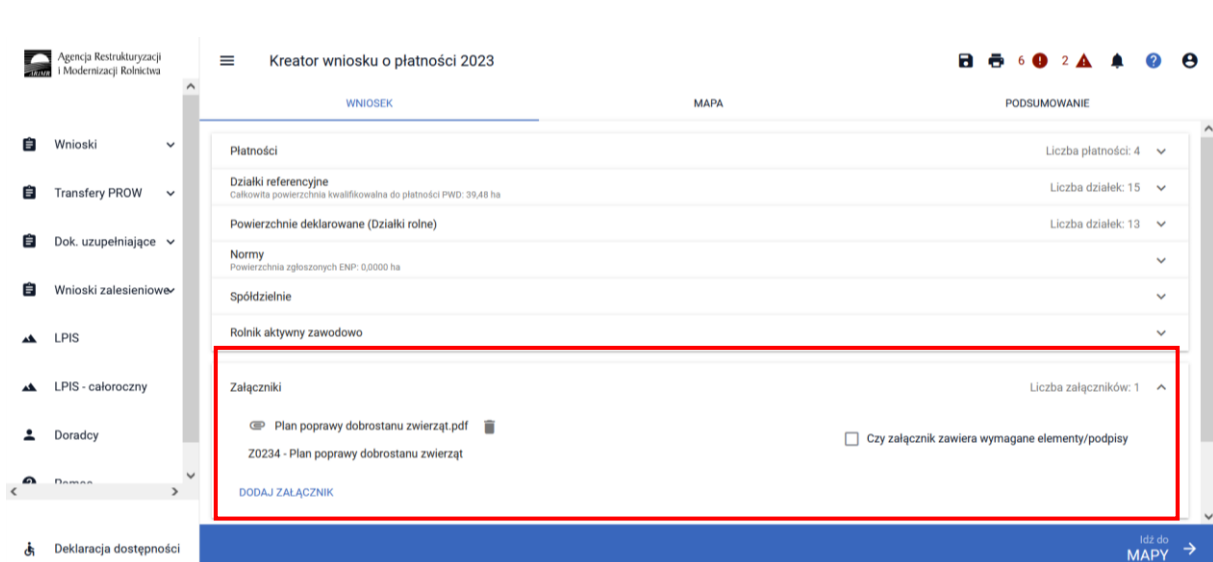 Agencja Restrukturyzacji
i Modernizacji Rolnictwa
Kreator wniosku o płatności 2023
6 2
WNIOSEK MAPA PODSUMOWANIE
Wnioski
Transfery PROW
Dok. uzupełniające
Wnioski zalesieniowe
LPIS
LPIS - całoroczny
Doradcy
Pomoc
Deklaracja dostępności
Płatności Liczba płatności: 4
Działki referencyjne Liczba działek: 15
Całkowita powierzchnia kwalifikowalna do płatności PWD: 39,48 ha
Powierzchnie deklarowane (Działki rolne) Liczba działek: 13
Normy
Powierzchnia zgłoszonych ENP: 0,0000 ha
Spółdzielnie
Rolnik aktywny zawodowo
Załączniki Liczba załączników: 1
Plan poprawy dobrostanu zwierząt.pdf
Czy załącznik zawiera wymagane elementy/podpisy
Z0234 - Plan poprawy dobrostanu zwierząt
DODAJ ZAŁĄCZNIK
Idź do
MAPY